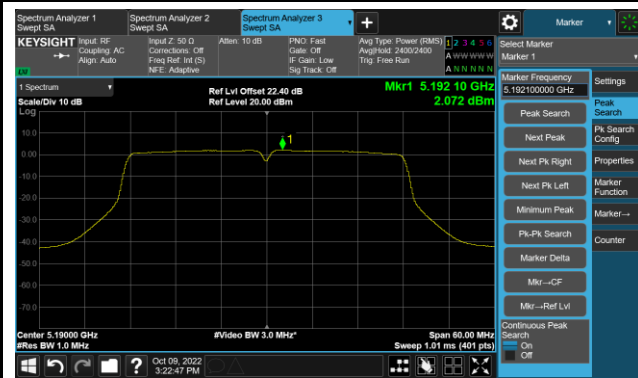 Spectrum Analyzer 1
Swept SA
Spectrum Analyzer 2
Swept SA
Spectrum Analyzer 3
Swept SA
Marker
KEYSIGHT
Input: RF
Coupling: AC
Align: Auto
Input Z: 50 Ω
Corrections: Off
Freq Ref: Int (S)
NFE: Adaptive
Atten: 10 dB
PNO: Fast
Gate: Off
IF Gain: Low
Sig Track: Off
Avg Type: Power (RMS)
Avg|Hold: 2400/2400
Trig: Free Run
1 2 3 4 5 6
A W W W W W
A N N N N N
Select Marker
Marker 1
1 Spectrum
Scale/Div 10 dB
Log
Ref Lvl Offset 22.40 dB
Ref Level 20.00 dBm
Mkr1 5.192 10 GHz
2.072 dBm
1
10.0
0.00
-10.0
-20.0
-30.0
-40.0
-50.0
-60.0
-70.0
Center 5.19000 GHz
#Res BW 1.0 MHz
#Video BW 3.0 MHz*
Span 60.00 MHz
Sweep 1.01 ms (401 pts)
Marker Frequency
5.192100000 GHz
Peak Search
Next Peak
Next Pk Right
Next Pk Left
Minimum Peak
Pk-Pk Search
Marker Delta
Mkr→CF
Mkr→Ref Lvl
Continuous Peak
Search
On
Off
Settings
Peak
Search
Pk Search
Config
Properties
Marker
Function
Marker→
Counter
Oct 09, 2022
3:22:47 PM